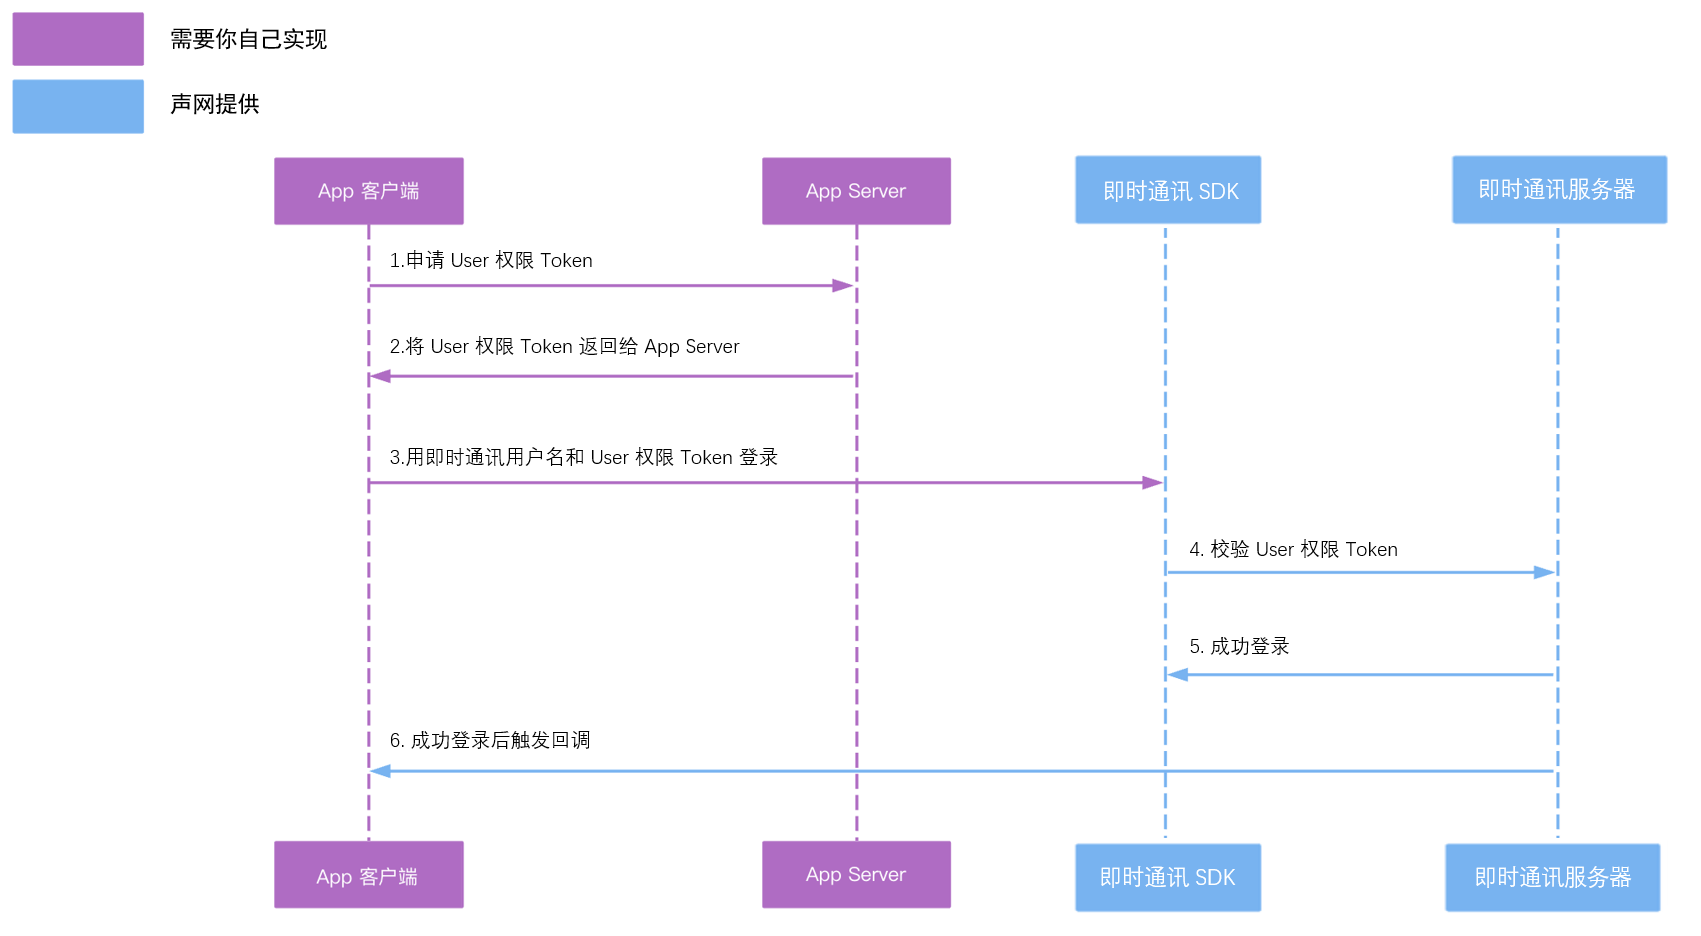 需要你自己实现
声网提供
App 客户端
App Server
即时通讯 SDK
即时通讯服务器
1.申请 User 权限 Token
2.将 User 权限 Token 返回给 App Server
3.用即时通讯用户名和 User 权限 Token 登录
4. 校验 User 权限 Token
5. 成功登录
6. 成功登录后触发回调
App 客户端
App Server
即时通讯 SDK
即时通讯服务器